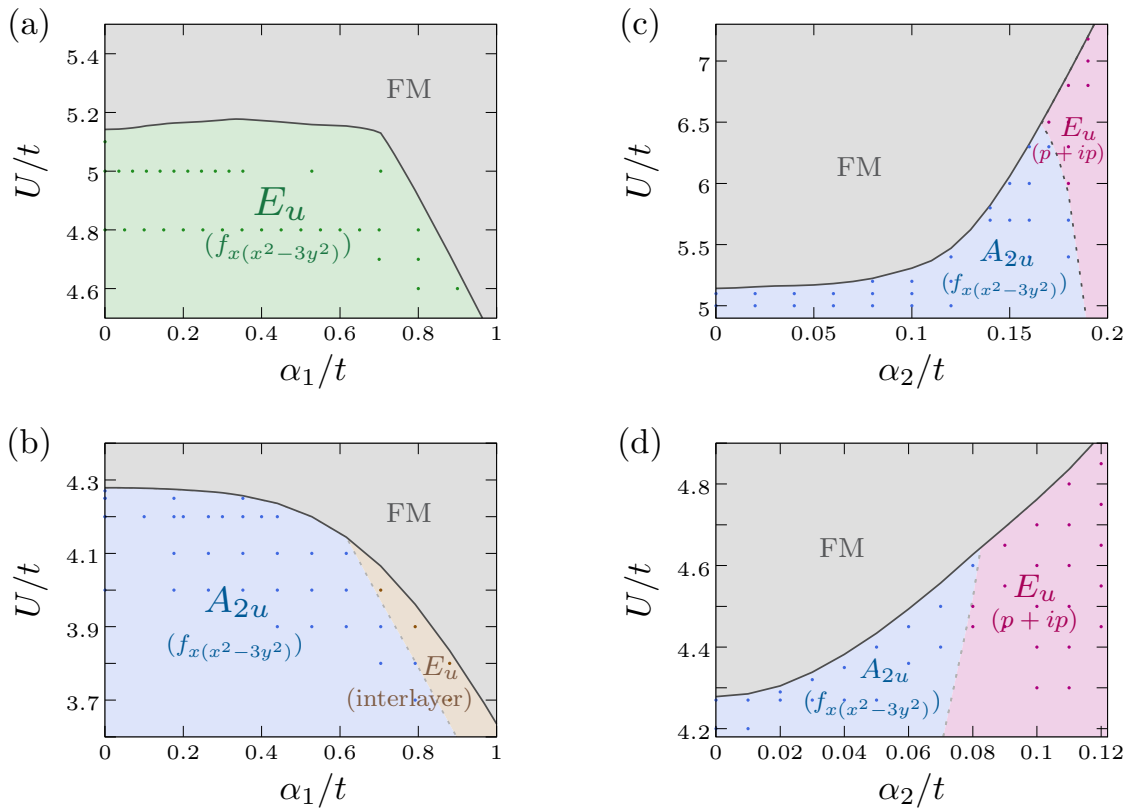 (a)
U/t
5.4
5.2
5
4.8
4.6
FM
E_u
(f_{x(x^2−3y^2)})
0 0.2 0.4 0.6 0.8 1
α_1/t
(c)
U/t
7
6.5
6
5.5
5
FM
E_u
(p + ip)
A_{2u}
(f_{x(x^2−3y^2)})
0 0.05 0.1 0.15 0.2
α_2/t
(b)
U/t
4.3
4.1
3.9
3.7
FM
A_{2u}
(f_{x(x^2−3y^2)})
E_u
(interlayer)
0 0.2 0.4 0.6 0.8 1
α_1/t
(d)
U/t
4.8
4.6
4.4
4.2
FM
E_u
(p + ip)
A_{2u}
(f_{x(x^2−3y^2)})
0 0.02 0.04 0.06 0.08 0.1 0.12
α_2/t